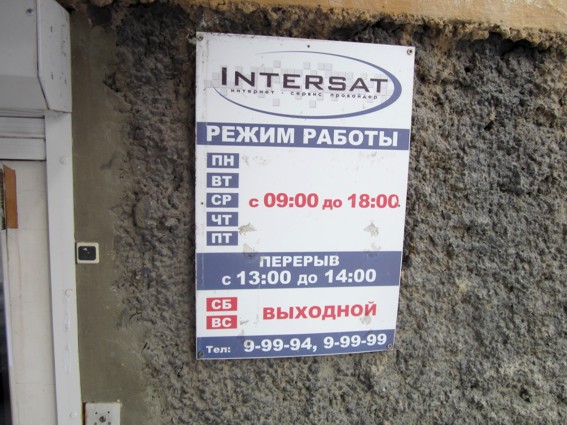 INTERSAT
интернет - сервис провайдер
РЕЖИМ РАБОТЫ
ПН
ВТ
СР
ЧТ
ПТ
с 09:00 до 18:00
ПЕРЕРЫВ
с 13:00 до 14:00
СБ
ВС
ВЫХОДНОЙ
Тел: 9-99-94, 9-99-99